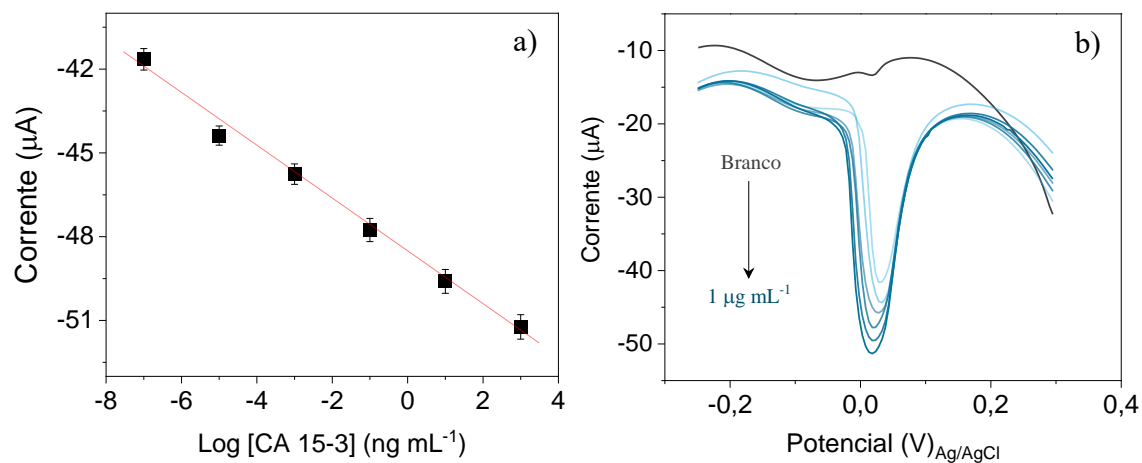 a)
-42
-45
-48
-51
Corrente (μA)
-8 -6 -4 -2 0 2 4
Log [CA 15-3] (ng mL⁻¹)
b)
-10
-20
-30
-40
-50
Corrente (μA)
Branco
1 μg mL⁻¹
-0,2 0,0 0,2 0,4
Potencial (V)Ag/AgCl